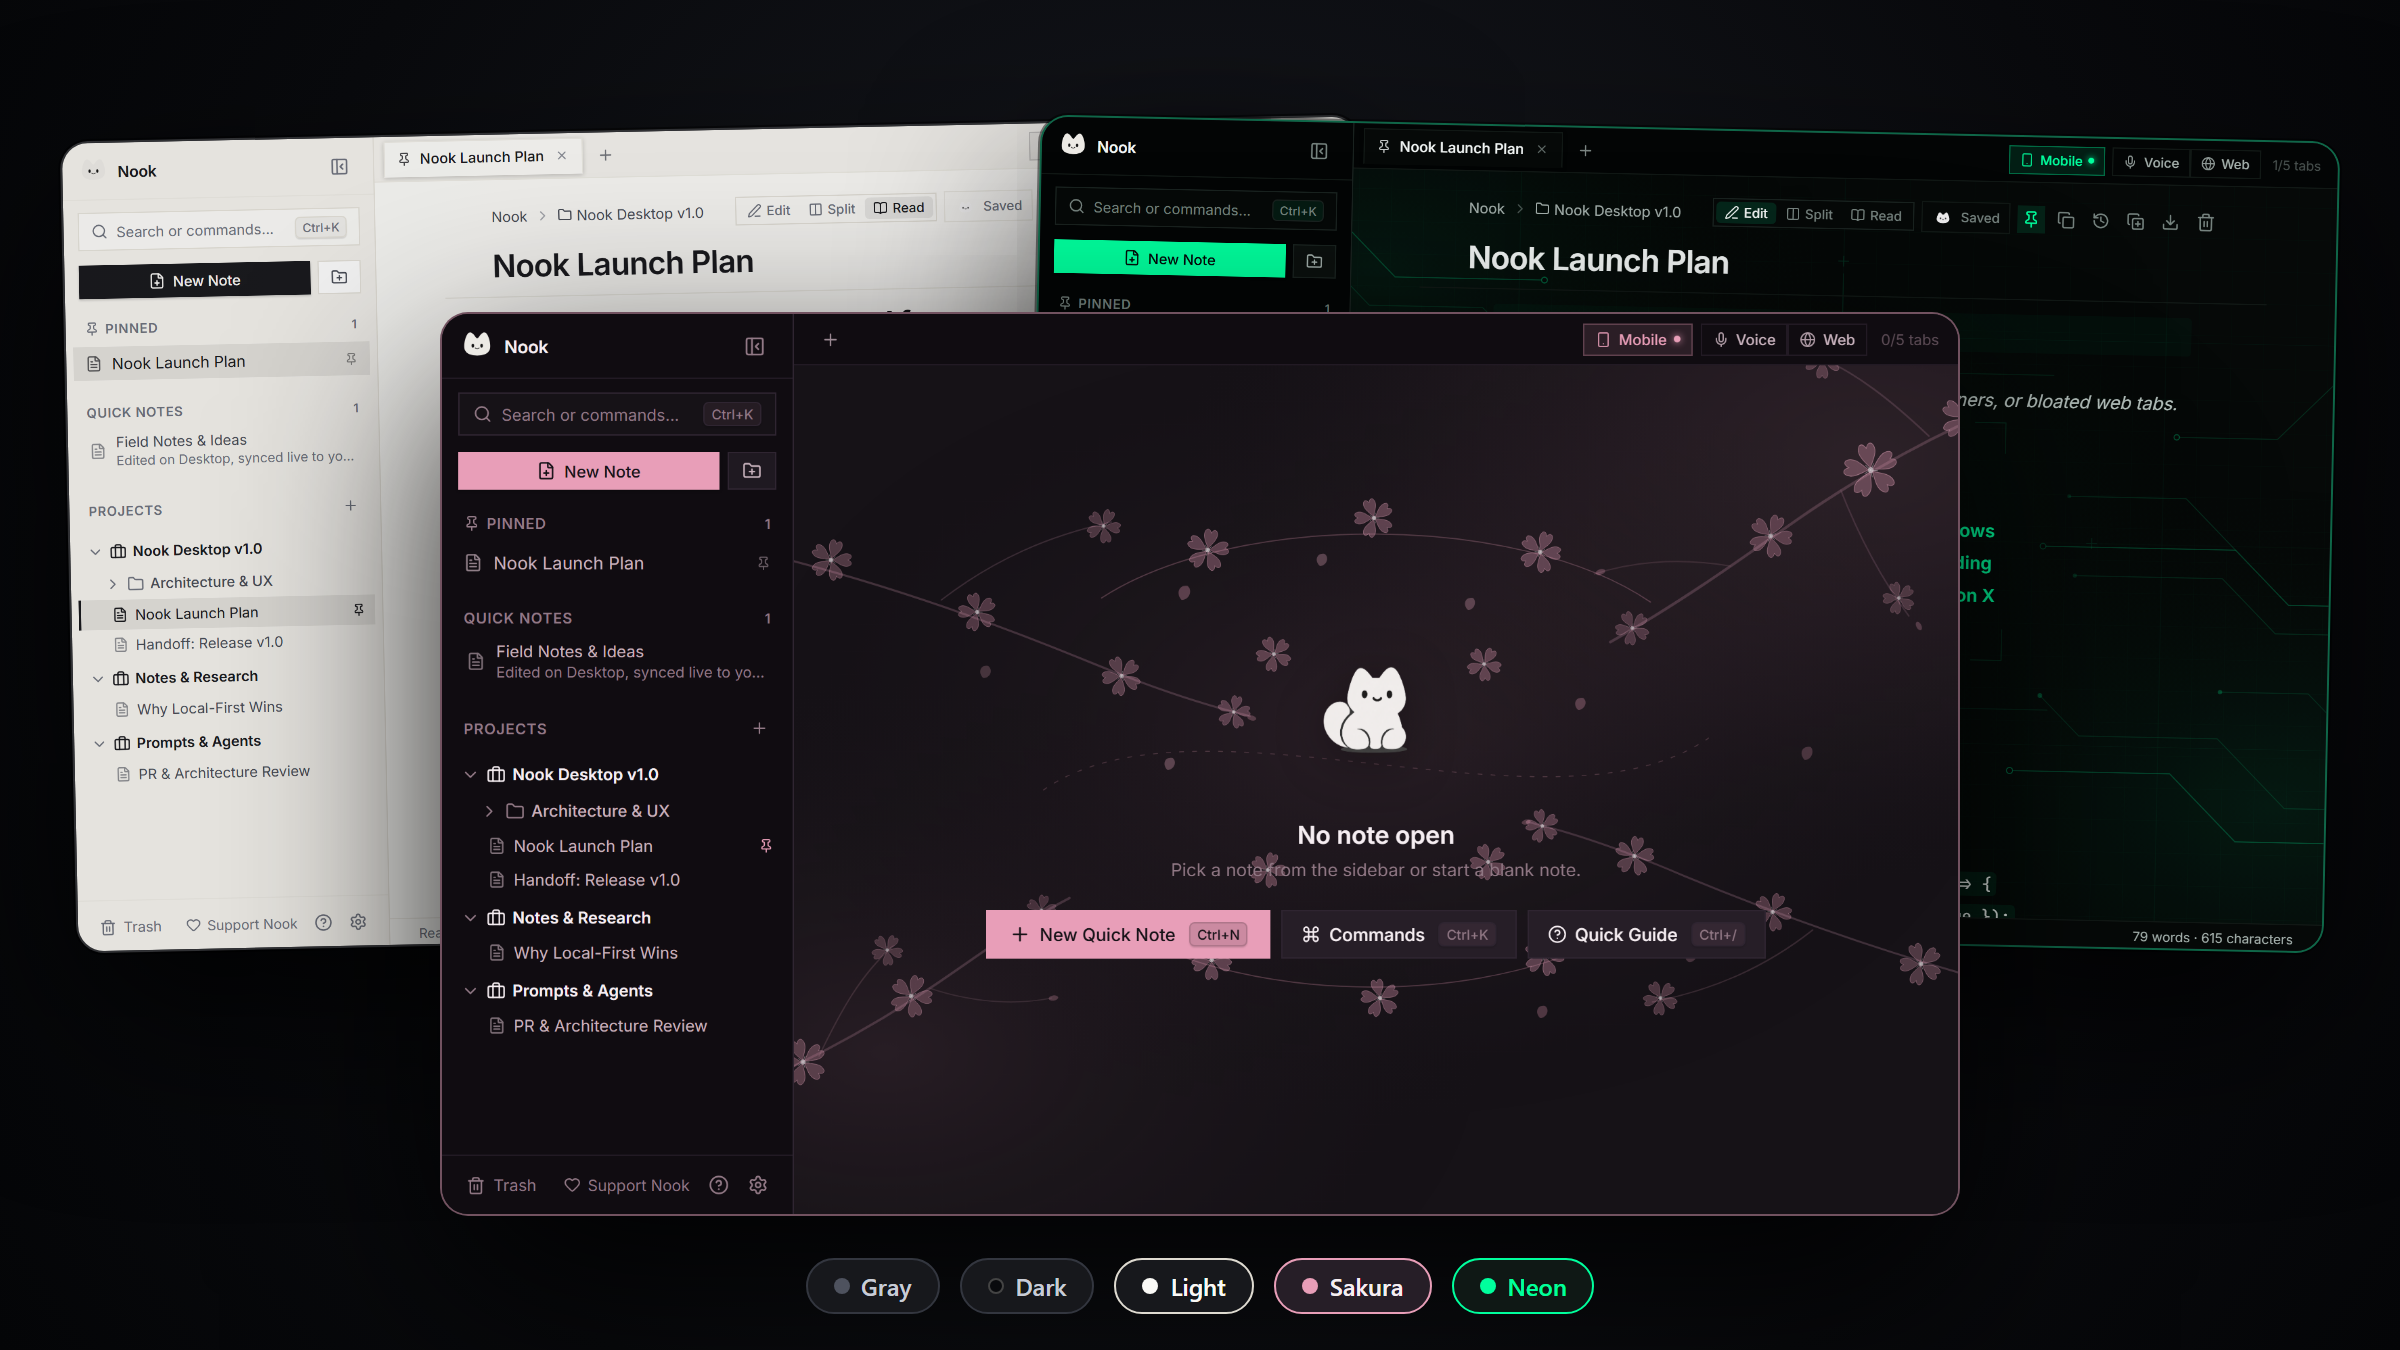 Nook
Nook Launch Plan
Search or commands...
Ctrl+K
New Note
PINNED
1
Nook Launch Plan
QUICK NOTES
1
Field Notes & Ideas
Edited on Desktop, synced live to yo...
PROJECTS
Nook Desktop v1.0
Architecture & UX
Nook Launch Plan
Handoff: Release v1.0
Notes & Research
Why Local-First Wins
Prompts & Agents
PR & Architecture Review
Trash
Support Nook
Nook > Nook Desktop v1.0
Edit
Split
Read
Saved
Nook Launch Plan
Nook
Nook Launch Plan
Mobile
Voice
Web
1/5 tabs
Search or commands...
Ctrl+K
New Note
PINNED
1
Nook > Nook Desktop v1.0
Edit
Split
Read
Saved
Nook Launch Plan
or bloated web tabs.
on X
=> {
});
79 words · 615 characters
Nook
Mobile
Voice
Web
0/5 tabs
Search or commands...
Ctrl+K
New Note
PINNED
1
Nook Launch Plan
QUICK NOTES
1
Field Notes & Ideas
Edited on Desktop, synced live to yo...
PROJECTS
Nook Desktop v1.0
Architecture & UX
Nook Launch Plan
Handoff: Release v1.0
Notes & Research
Why Local-First Wins
Prompts & Agents
PR & Architecture Review
Trash
Support Nook
No note open
Pick a note from the sidebar or start a blank note.
New Quick Note
Ctrl+N
Commands
Ctrl+K
Quick Guide
Ctrl+/
Gray
Dark
Light
Sakura
Neon